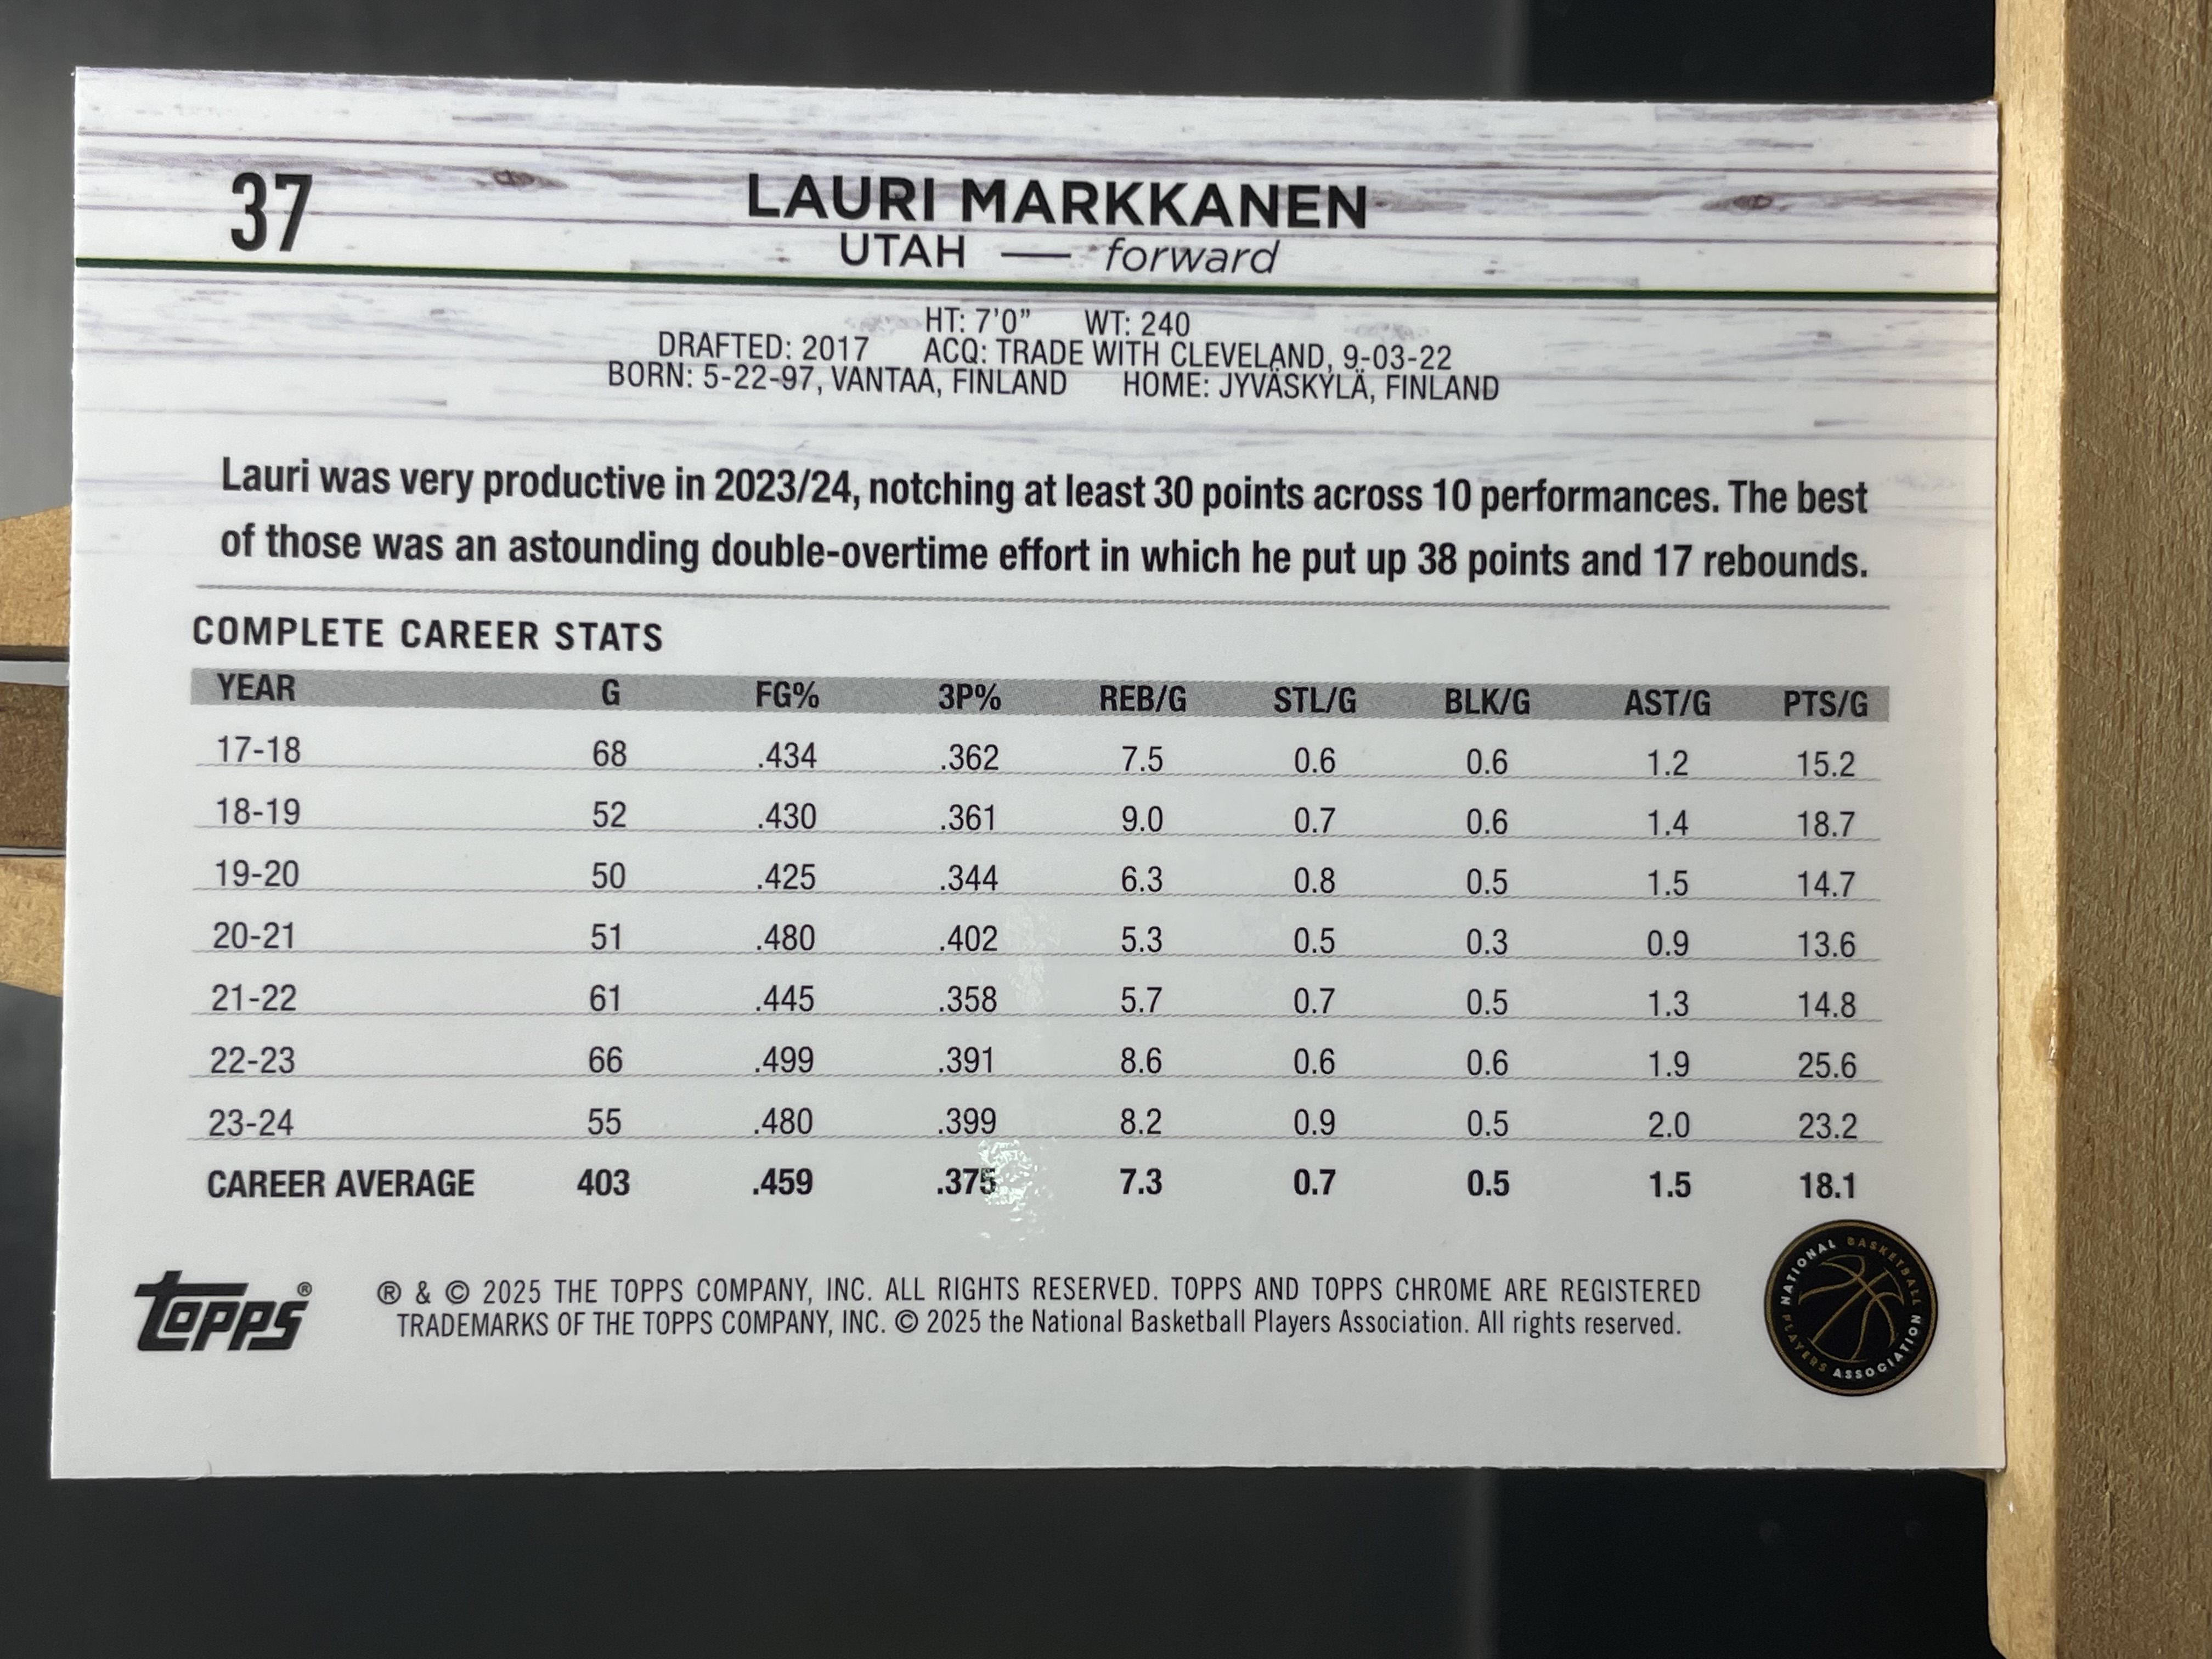 37
LAURI MARKKANEN
UTAH — forward
HT: 7'0" WT: 240
DRAFTED: 2017 ACQ: TRADE WITH CLEVELAND, 9-03-22
BORN: 5-22-97, VANTAA, FINLAND HOME: JYVÄSKYLÄ, FINLAND
Lauri was very productive in 2023/24, notching at least 30 points across 10 performances. The best
of those was an astounding double-overtime effort in which he put up 38 points and 17 rebounds.
COMPLETE CAREER STATS
YEAR G FG% 3P% REB/G STL/G BLK/G AST/G PTS/G
17-18 68 .434 .362 7.5 0.6 0.6 1.2 15.2
18-19 52 .430 .361 9.0 0.7 0.6 1.4 18.7
19-20 50 .425 .344 6.3 0.8 0.5 1.5 14.7
20-21 51 .480 .402 5.3 0.5 0.3 0.9 13.6
21-22 61 .445 .358 5.7 0.7 0.5 1.3 14.8
22-23 66 .499 .391 8.6 0.6 0.6 1.9 25.6
23-24 55 .480 .399 8.2 0.9 0.5 2.0 23.2
CAREER AVERAGE 403 .459 .375 7.3 0.7 0.5 1.5 18.1
Topps®
® & © 2025 THE TOPPS COMPANY, INC. ALL RIGHTS RESERVED. TOPPS AND TOPPS CHROME ARE REGISTERED
TRADEMARKS OF THE TOPPS COMPANY, INC. © 2025 the National Basketball Players Association. All rights reserved.
NATIONAL BASKETBALL PLAYERS ASSOCIATION